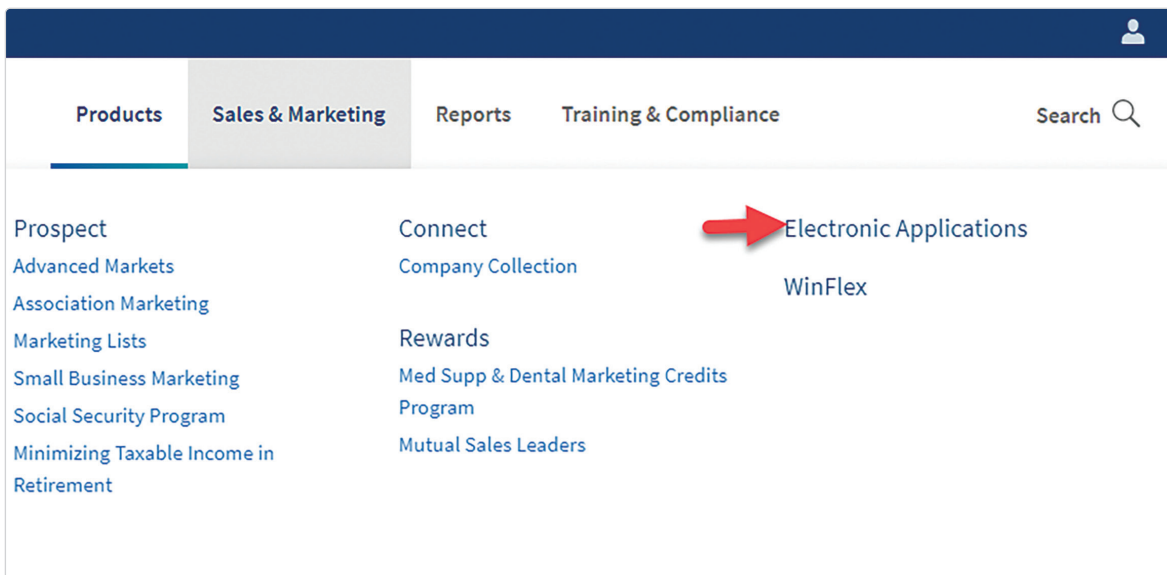 Products
Sales & Marketing
Reports
Training & Compliance
Search
Prospect
Advanced Markets
Association Marketing
Marketing Lists
Small Business Marketing
Social Security Program
Minimizing Taxable Income in
Retirement
Connect
Company Collection
Rewards
Med Supp & Dental Marketing Credits
Program
Mutual Sales Leaders
Electronic Applications
WinFlex